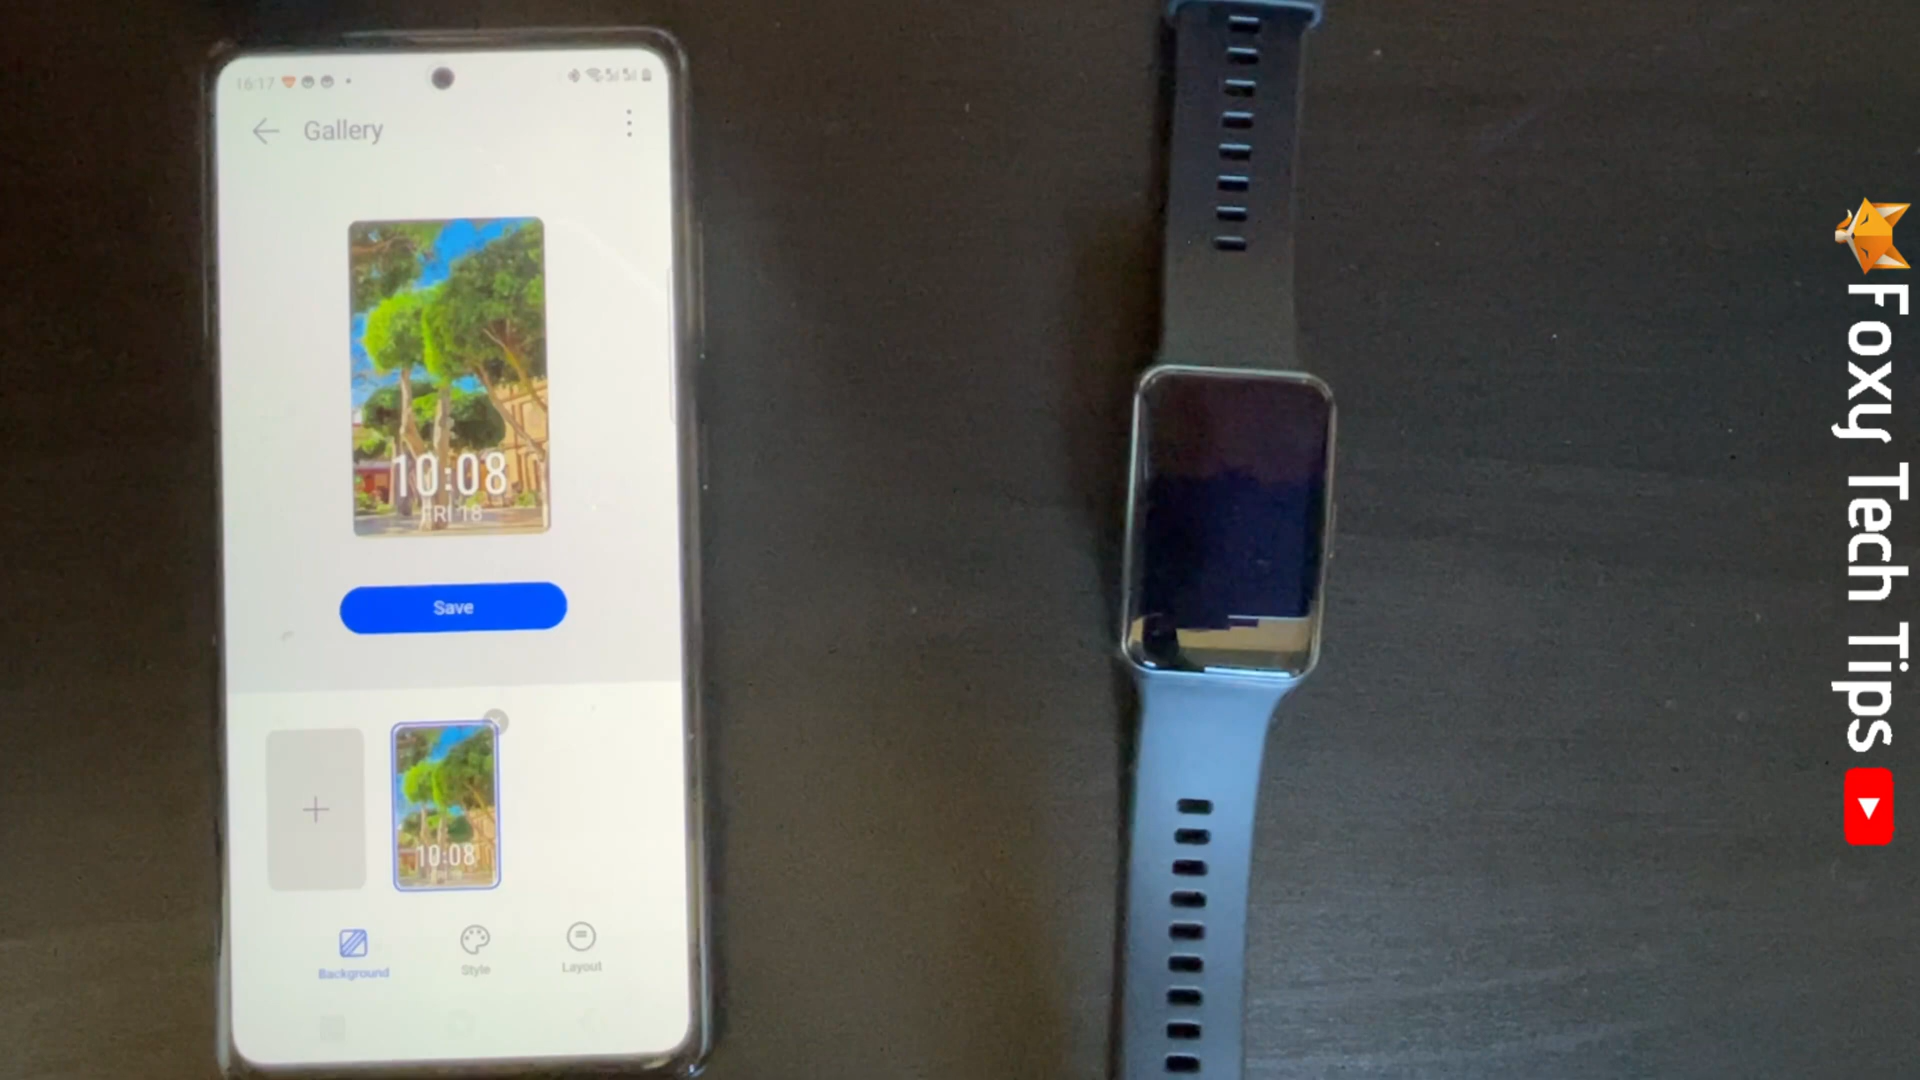 16:17
Gallery
10:08
FRI 18
Save
10:08
Background
Style
Layout
Foxy Tech Tips